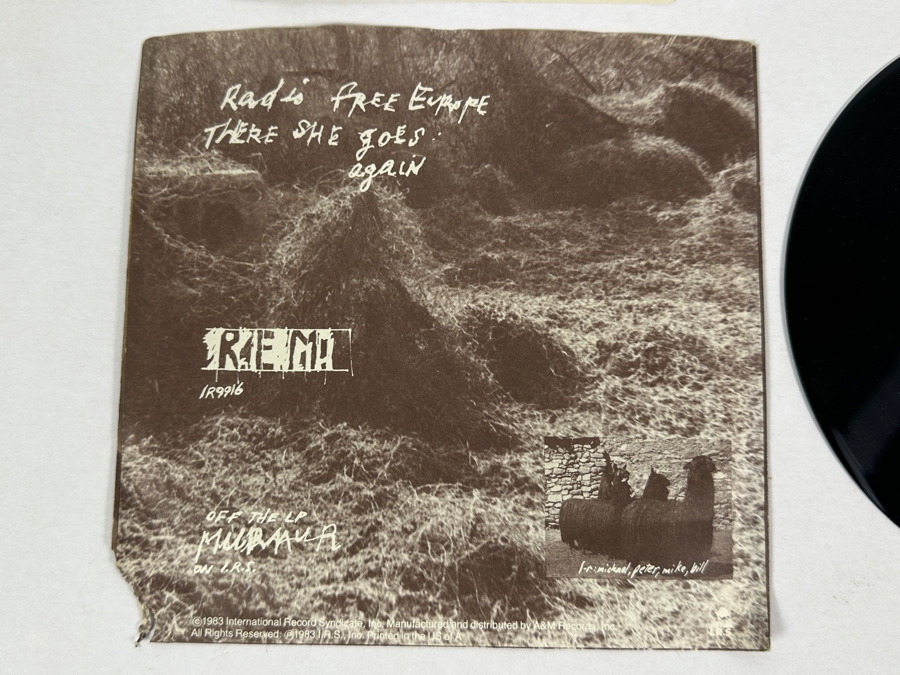 Radio FREE EUROPE
THERE SHE goES
again
R.E.M.
IR9916
OFF THE LP
MURMUR
ON I.R.S.
l-r: michael, peter, mike, bill
©1983 International Record Syndicate, Inc. Manufactured and distributed by A&M Records, Inc.
All Rights Reserved. ℗1983 I.R.S., Inc. Printed in the US of A